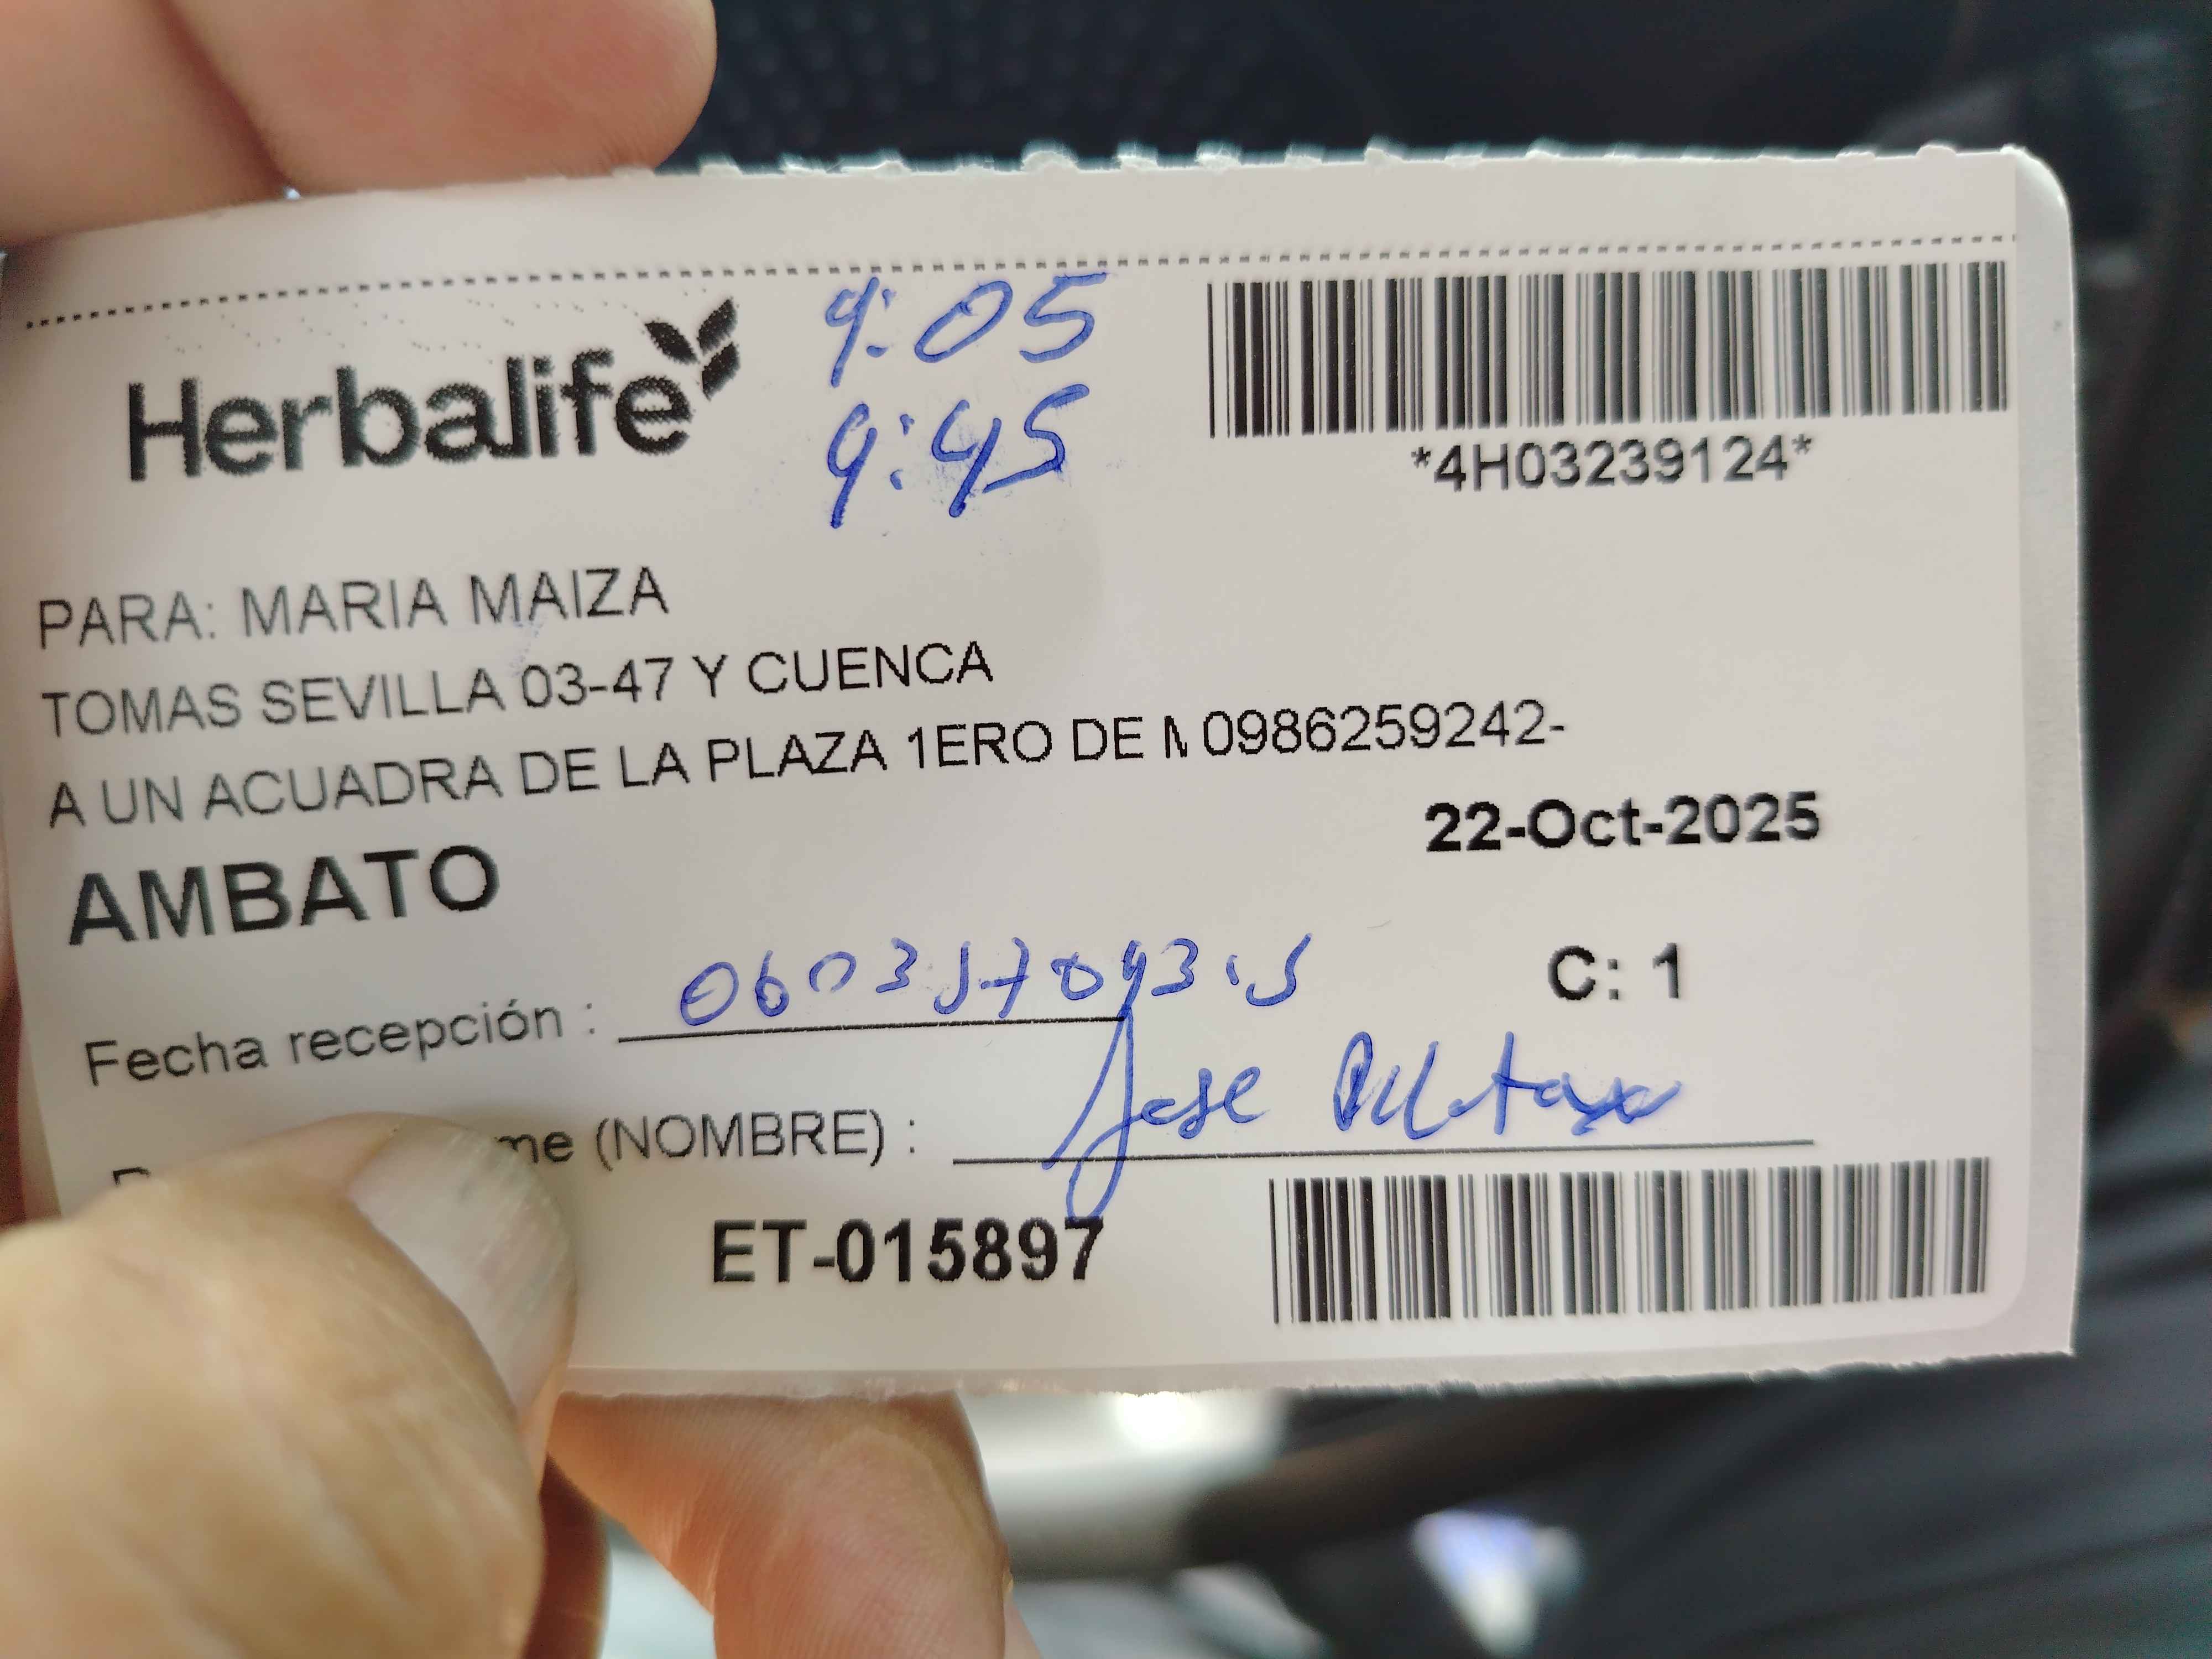 Herbalife
9:05
9:45
*4H03239124*
PARA: MARIA MAIZA
TOMAS SEVILLA 03-47 Y CUENCA
A UN ACUADRA DE LA PLAZA 1ERO DE M 0986259242-
22-Oct-2025
AMBATO
C: 1
Fecha recepción :
(NOMBRE) : Jose
ET-015897